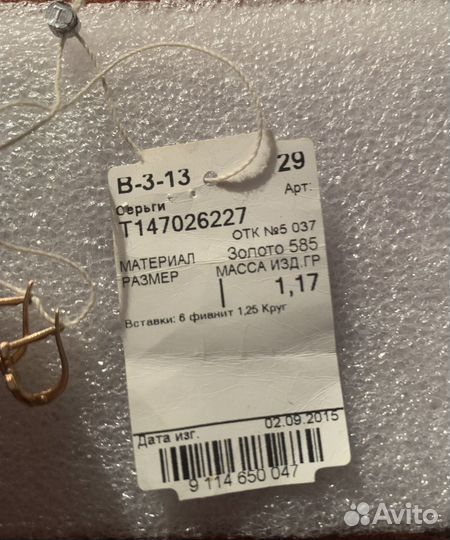 В-3-13 29
Серьги Арт:
Т147026227
ОТК №5 037
МАТЕРИАЛ Золото 585
РАЗМЕР МАССА ИЗД.ГР
1,17
Вставки: 6 фианит 1,25 Круг
Дата изг. 02.09.2015
9 114 650 047
Avito